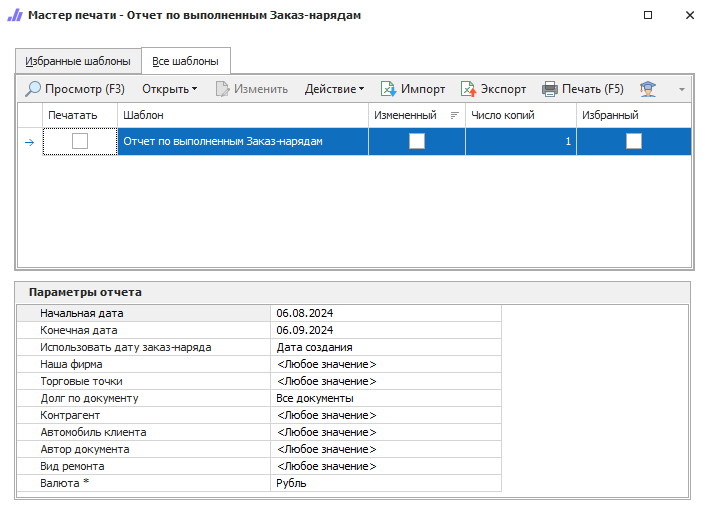 Мастер печати - Отчет по выполненным Заказ-нарядам
Избранные шаблоны Все шаблоны
Просмотр (F3) Открыть Изменить Действие Импорт Экспорт Печать (F5)
Печатать Шаблон Измененный Число копий Избранный
Отчет по выполненным Заказ-нарядам 1
Параметры отчета
Начальная дата 06.08.2024
Конечная дата 06.09.2024
Использовать дату заказ-наряда Дата создания
Наша фирма <Любое значение>
Торговые точки <Любое значение>
Долг по документу Все документы
Контрагент <Любое значение>
Автомобиль клиента <Любое значение>
Автор документа <Любое значение>
Вид ремонта <Любое значение>
Валюта * Рубль